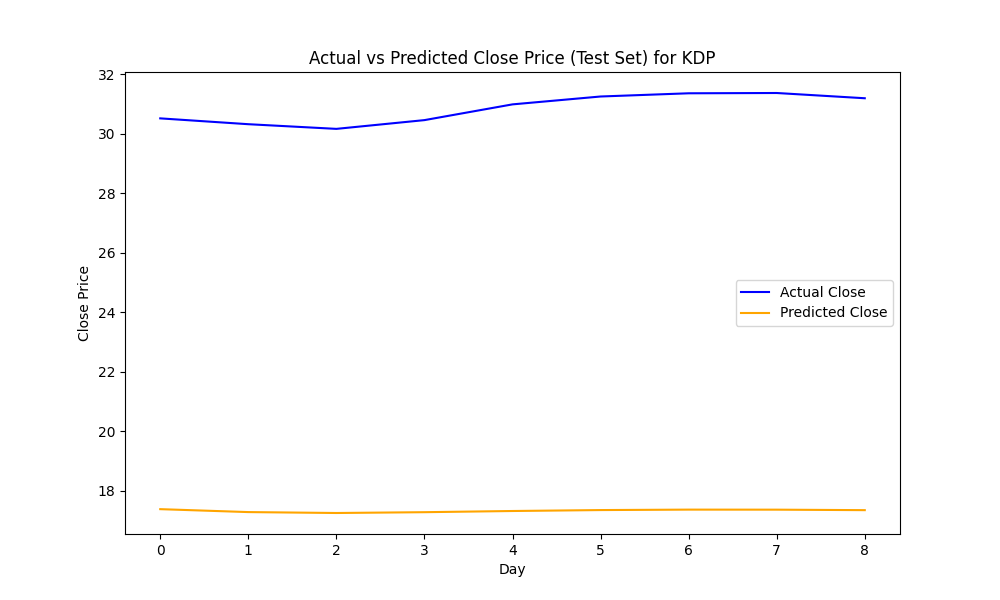 Actual vs Predicted Close Price (Test Set) for KDP
32
30
28
26
24
22
20
18
Close Price
Actual Close
Predicted Close
0 1 2 3 4 5 6 7 8
Day